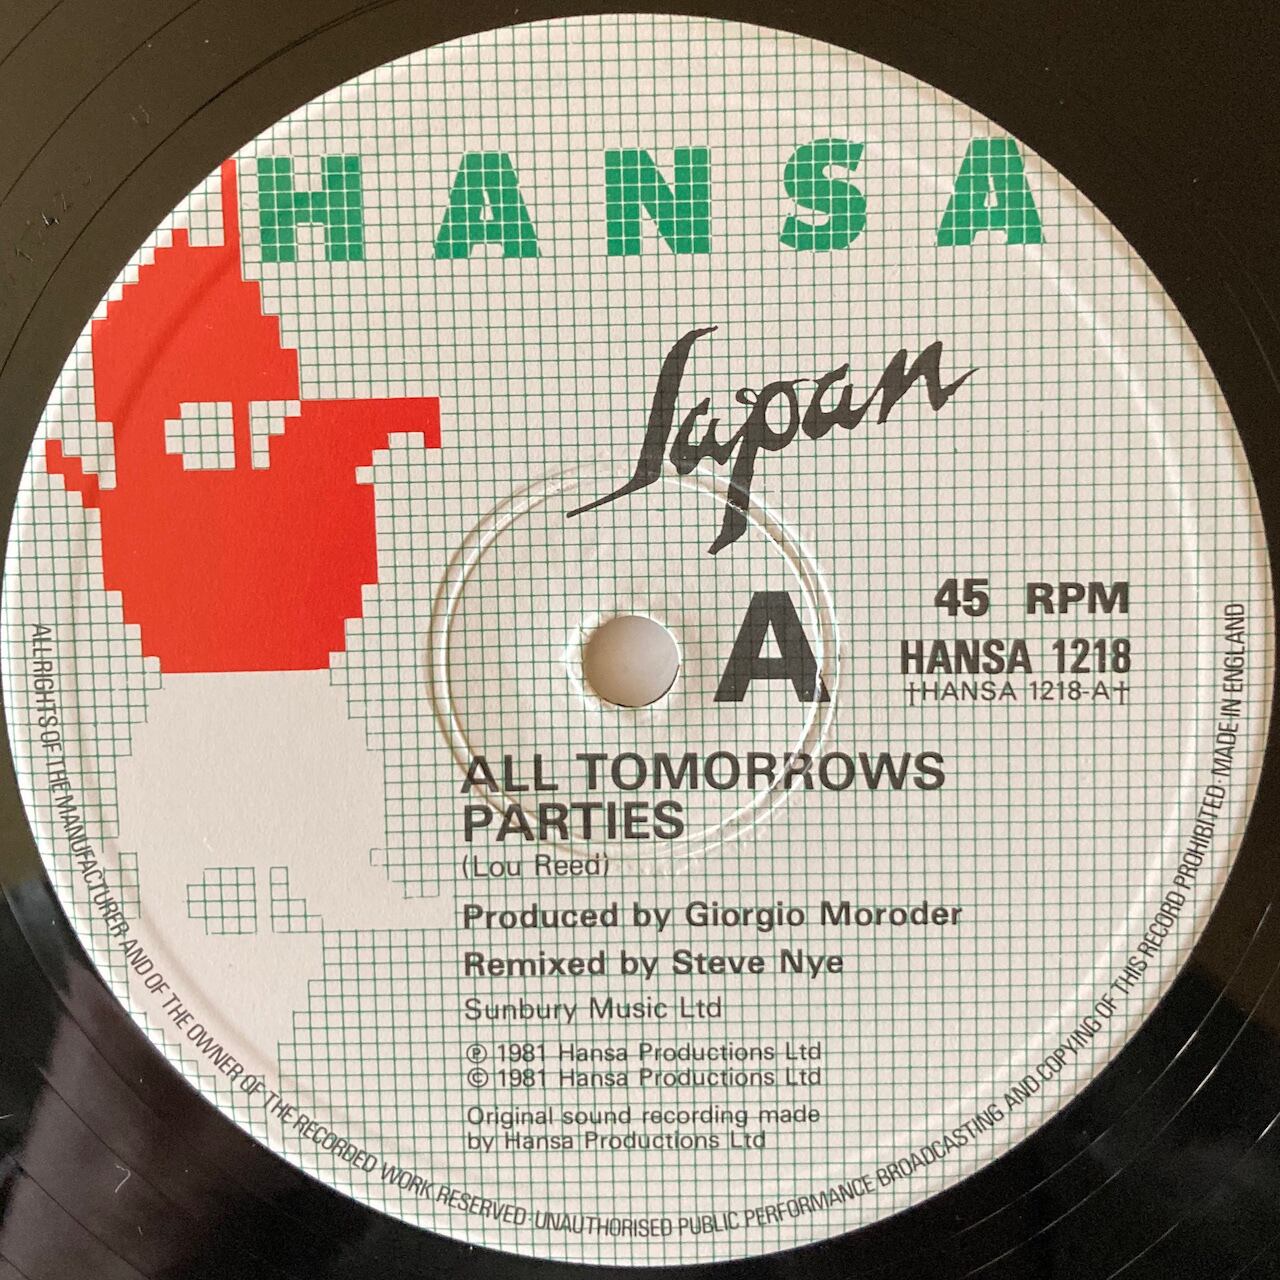 HANSA
Japan
A
45 RPM
HANSA 1218
†HANSA 1218-A†
ALL TOMORROWS
PARTIES
(Lou Reed)
Produced by Giorgio Moroder
Remixed by Steve Nye
Sunbury Music Ltd
℗ 1981 Hansa Productions Ltd
© 1981 Hansa Productions Ltd
Original sound recording made
by Hansa Productions Ltd
ALL RIGHTS OF THE MANUFACTURER AND OF THE OWNER OF THE RECORDED WORK RESERVED·UNAUTHORISED PUBLIC PERFORMANCE BROADCASTING AND COPYING OF THIS RECORD PROHIBITED·MADE IN ENGLAND